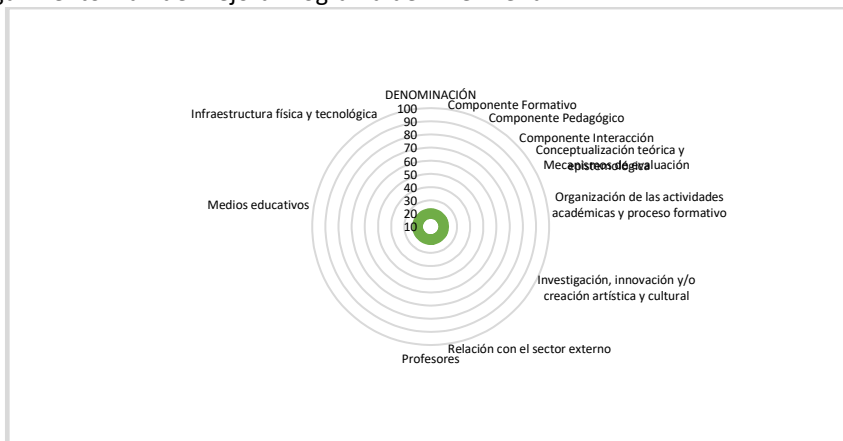 DENOMINACIÓN
Componente Formativo
Infraestructura física y tecnológica
100
Componente Pedagógico
90
80
Componente Interacción
70
Conceptualización teórica y
epistemológica
60
Mecanismos de evaluación
50
40
30
Organización de las actividades
académicas y proceso formativo
Medios educativos
20
10
Investigación, innovación y/o
creación artística y cultural
Relación con el sector externo
Profesores